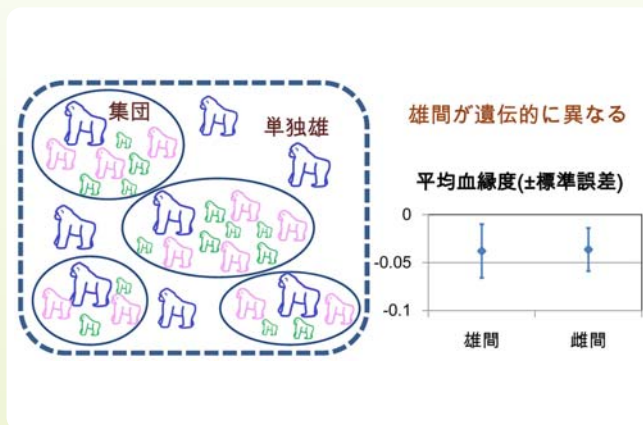 集団
単独雄
雄間が遺伝的に異なる
平均血縁度(±標準誤差)
0
-0.05
-0.1
雄間
雌間